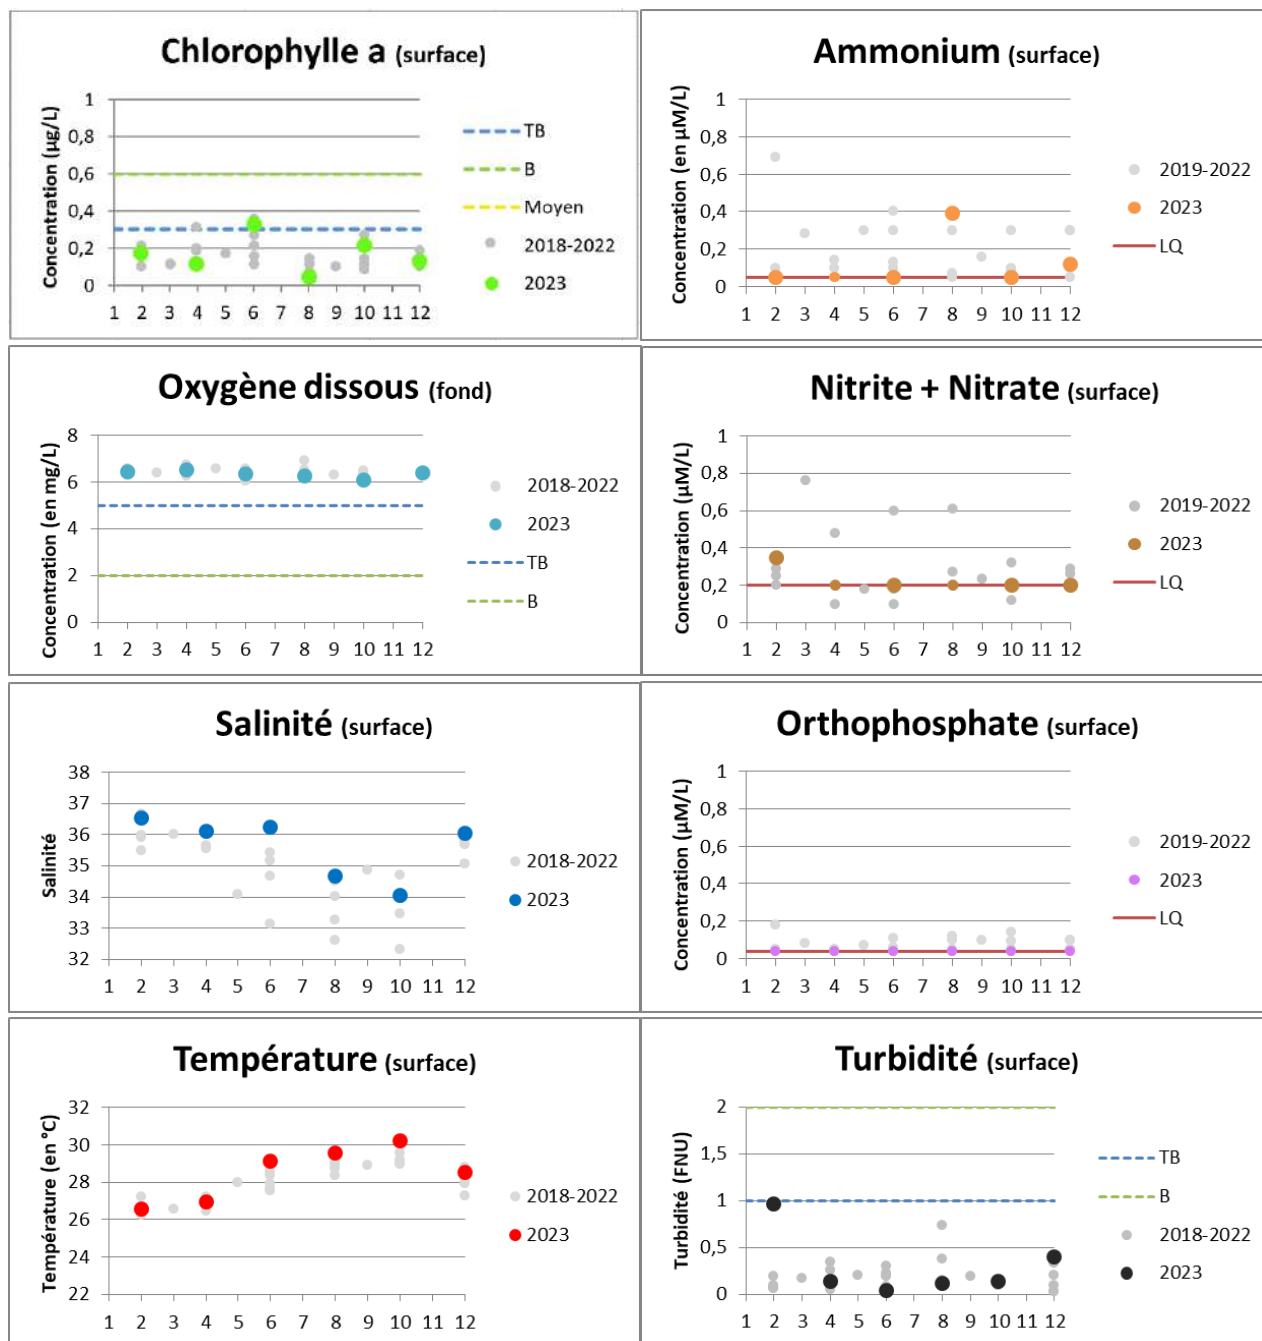 Chlorophylle a (surface)
Concentration (µg/L)
1
0,8
0,6
0,4
0,2
0
1 2 3 4 5 6 7 8 9 10 11 12
TB
B
Moyen
2018-2022
2023
Ammonium (surface)
Concentration (en µM/L)
1
0,8
0,6
0,4
0,2
0
1 2 3 4 5 6 7 8 9 10 11 12
2019-2022
2023
LQ
Oxygène dissous (fond)
Concentration (en mg/L)
8
6
4
2
0
1 2 3 4 5 6 7 8 9 10 11 12
2018-2022
2023
TB
B
Nitrite + Nitrate (surface)
Concentration (µM/L)
1
0,8
0,6
0,4
0,2
0
1 2 3 4 5 6 7 8 9 10 11 12
2019-2022
2023
LQ
Salinité (surface)
Salinité
38
37
36
35
34
33
32
1 2 3 4 5 6 7 8 9 10 11 12
2018-2022
2023
Orthophosphate (surface)
Concentration (µM/L)
1
0,8
0,6
0,4
0,2
0
1 2 3 4 5 6 7 8 9 10 11 12
2019-2022
2023
LQ
Température (surface)
Température (en °C)
32
30
28
26
24
22
1 2 3 4 5 6 7 8 9 10 11 12
2018-2022
2023
Turbidité (surface)
Turbidité (FNU)
2
1,5
1
0,5
0
1 2 3 4 5 6 7 8 9 10 11 12
TB
B
2018-2022
2023